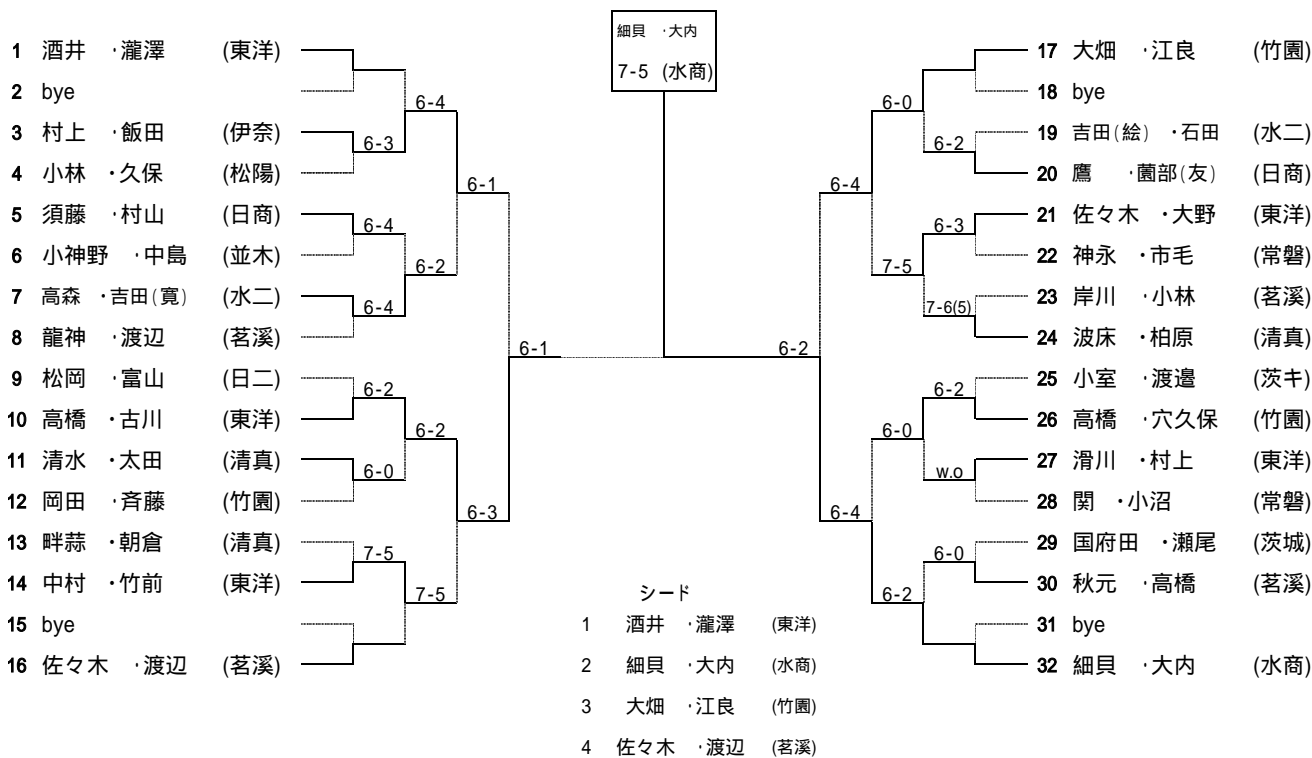 細貝 ・大内
7-5 (水商)
1 酒井 ・瀧澤 (東洋)
2 bye
3 村上 ・飯田 (伊奈)
4 小林 ・久保 (松陽)
5 須藤 ・村山 (日商)
6 小神野 ・中島 (並木)
7 高森 ・吉田(寛) (水二)
8 龍神 ・渡辺 (茗溪)
9 松岡 ・富山 (日二)
10 高橋 ・古川 (東洋)
11 清水 ・太田 (清真)
12 岡田 ・斉藤 (竹園)
13 畔蒜 ・朝倉 (清真)
14 中村 ・竹前 (東洋)
15 bye
16 佐々木 ・渡辺 (茗溪)
6-3
6-4
6-4
6-2
6-0
7-5
6-4
6-2
6-2
7-5
6-1
6-3
6-1
6-2
6-4
6-4
6-0
7-5
6-0
6-2
6-2
6-3
7-6(5)
6-2
w.o
6-0
17 大畑 ・江良 (竹園)
18 bye
19 吉田(絵) ・石田 (水二)
20 鷹 ・薗部(友) (日商)
21 佐々木 ・大野 (東洋)
22 神永 ・市毛 (常磐)
23 岸川 ・小林 (茗溪)
24 波床 ・柏原 (清真)
25 小室 ・渡邉 (茨キ)
26 高橋 ・穴久保 (竹園)
27 滑川 ・村上 (東洋)
28 関 ・小沼 (常磐)
29 国府田 ・瀬尾 (茨城)
30 秋元 ・高橋 (茗溪)
31 bye
32 細貝 ・大内 (水商)
シード
1 酒井 ・瀧澤 (東洋)
2 細貝 ・大内 (水商)
3 大畑 ・江良 (竹園)
4 佐々木 ・渡辺 (茗溪)